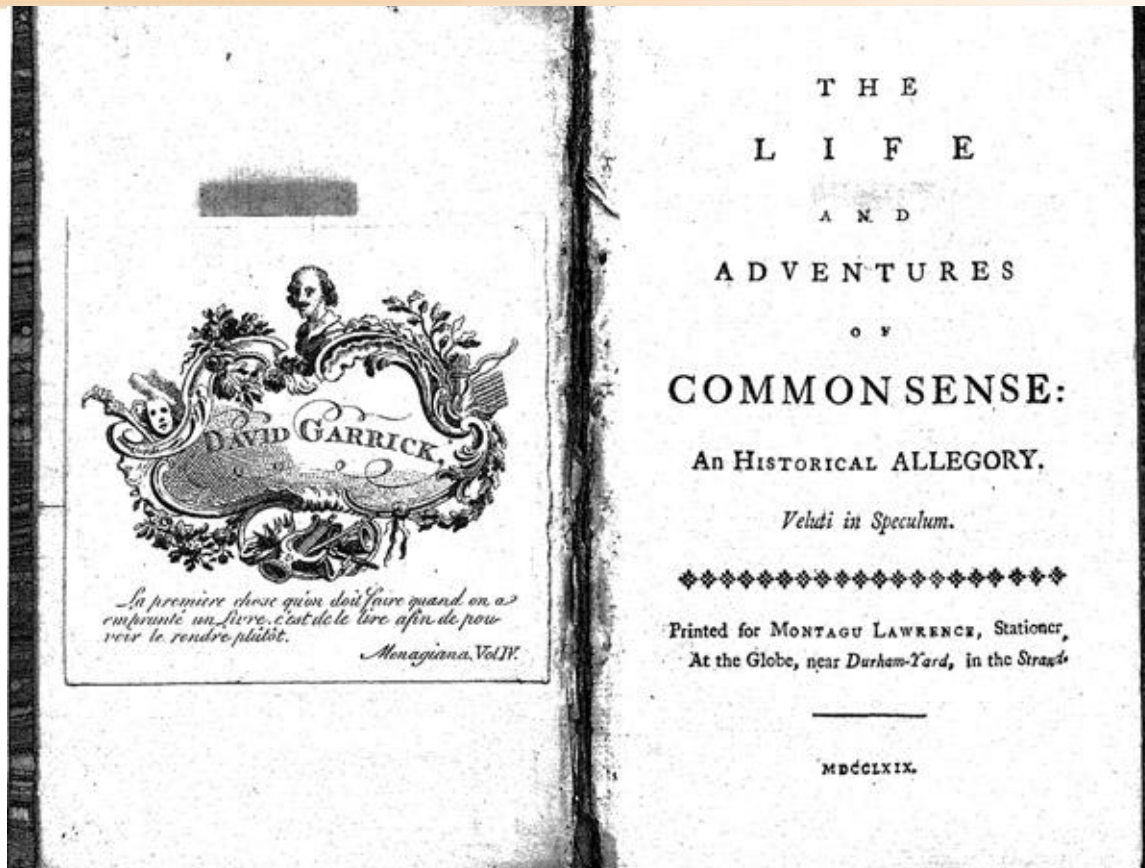 DAVID GARRICK.
La premiere chose qu'on doit faire quand on a
emprunté un Livre, c'est de le lire afin de pou-
voir le rendre plûtôt.
Menagiana, Vol IV.
THE
LIFE
AND
ADVENTURES
OF
COMMON SENSE:
An HISTORICAL ALLEGORY.
Veluti in Speculum.
Printed for MONTAGU LAWRENCE, Stationer,
At the Globe, near Durham-Yard, in the Strand.
MDCCLXIX.